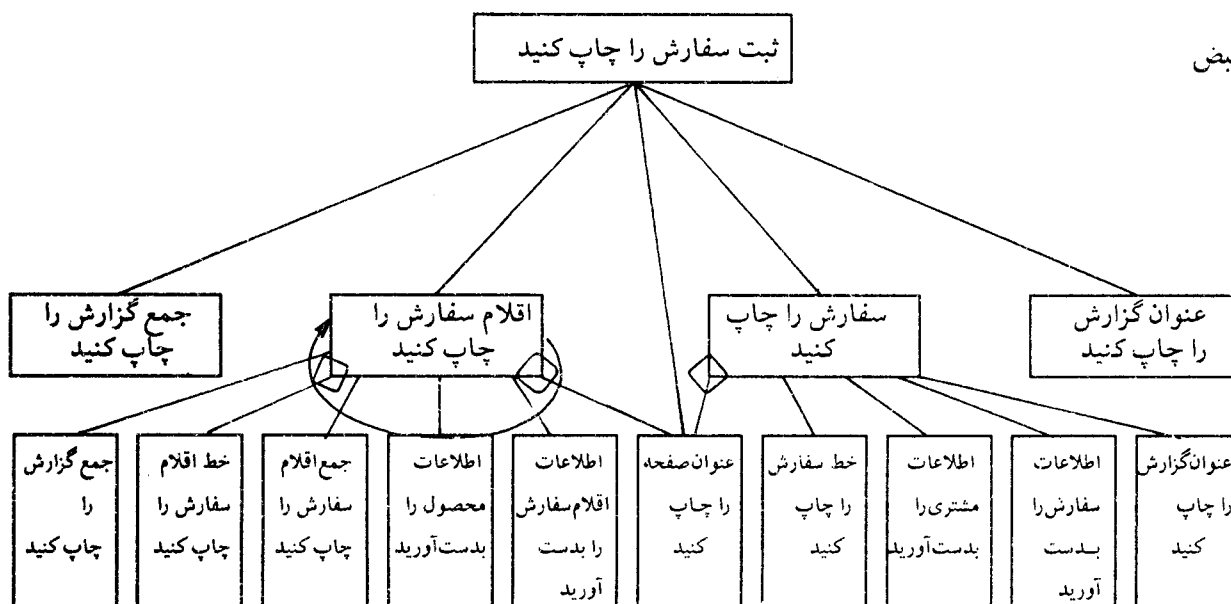 ثبت سفارش را چاپ کنید
عنوان گزارش
را چاپ کنید
سفارش را چاپ
کنید
اقلام سفارش را
چاپ کنید
جمع گزارش را
چاپ کنید
عنوان گزارش
را چاپ
کنید
اطلاعات
سفارش را
بـدست
آورید
اطلاعات
مشتری را
بدست آورید
خط سفارش
را چاپ
کنید
عنوان صفحه
را چـاپ
کنید
اطلاعات
اقلام سفارش
را بدست
آورید
اطلاعات
محصول را
بدست آورید
جمع اقلام
سفارش را
چاپ کنید
خط اقلام
سفارش را
چاپ کنید
جمع گزارش
را
چاپ کنید